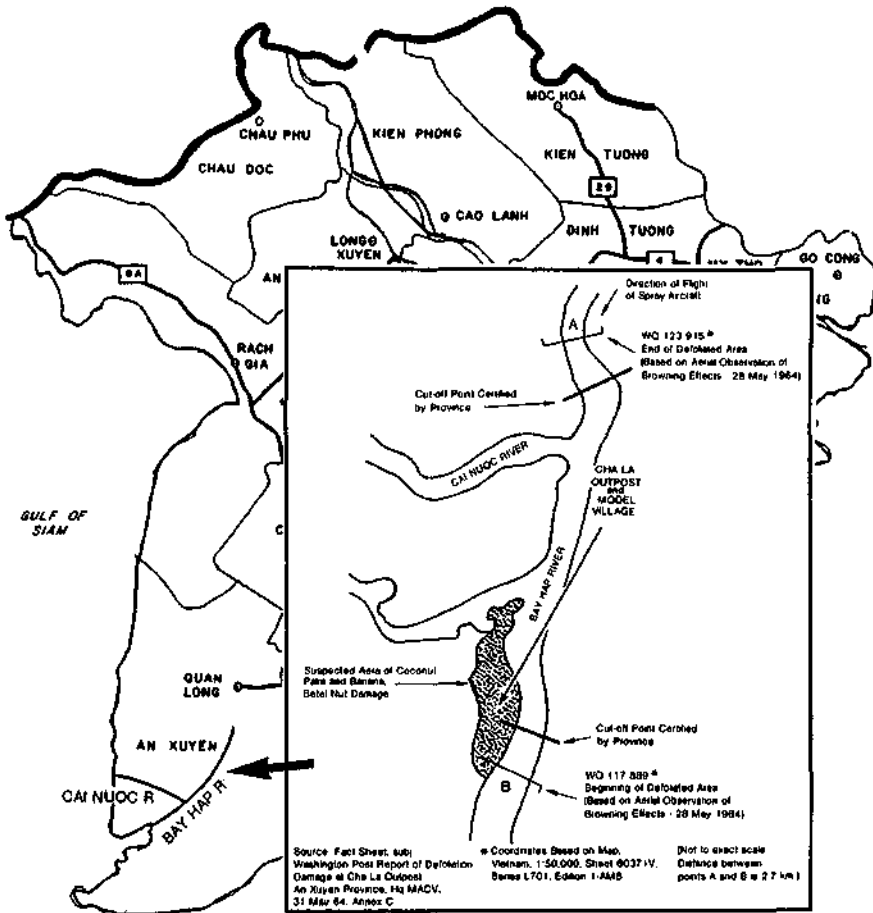 MOC HOA
CHAU PHU
KIEN PHONG
CHAU DOC
KIEN TUONG
29
CAO LANH
DINH TUONG
LONGG
XUYEN
4
GO CONG
AN
8A
RACH
GIA
GULF OF
SIAM
QUAN
LONG
AN XUYEN
CAI NUOC R
BAY HAP R
Direction of Flight
of Spray Aircraft
A
WQ 123 915 *
End of Defoliated Area
(Based on Aerial Observation of
Browning Effects - 28 May 1964)
Cut-off Point Certified
by Province
CAI NUOC RIVER
CHA LA
OUTPOST
and
MODEL
VILLAGE
BAY HAP RIVER
Suspected Area of Coconut
Palm and Banana,
Betel Nut Damage
Cut-off Point Certified
by Province
B
WQ 117 889 *
Beginning of Defoliated Area
(Based on Aerial Observation of
Browning Effects - 28 May 1964)
Source: Fact Sheet, subj
Washington Post Report of Defoliation
Damage at Cha La Outpost
An Xuyen Province, Hq MACV,
31 May 64, Annex C
* Coordinates Based on Map,
Vietnam, 1:50,000, Sheet 6037 IV,
Series L701, Edition 1-AMS
(Not to exact scale
Distance between
points A and B is 2.7 km)